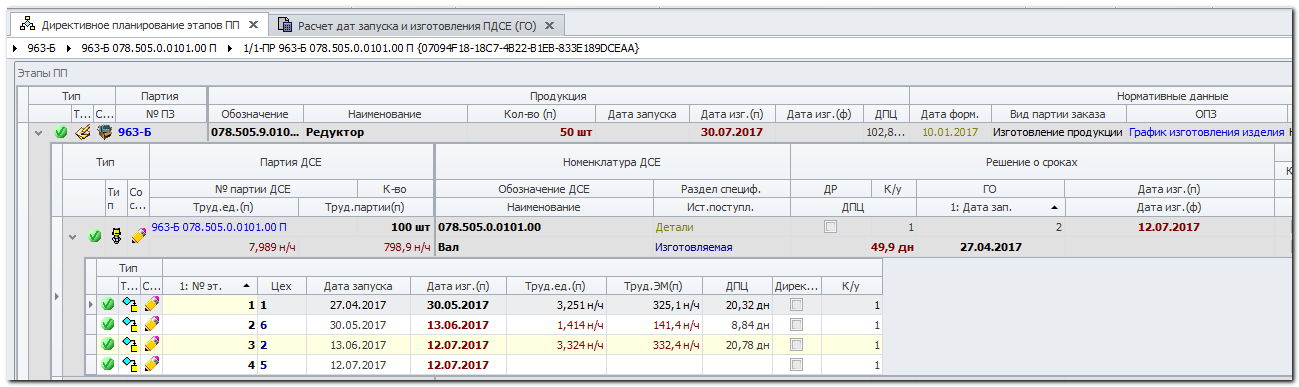 Директивное планирование этапов ПП Расчет дат запуска и изготовления ПДСЕ (ГО)
963-Б 963-Б 078.505.0.0101.00 П 1/1-ПР 963-Б 078.505.0.0101.00 П {07094F18-18C7-4B22-B1EB-833E189DCEAA}
Этапы ПП
Тип Партия Продукция Нормативные данные
Т... С... № ПЗ Обозначение Наименование Кол-во (п) Дата запуска Дата изг.(п) Дата изг.(ф) ДПЦ Дата форм. Вид партии заказа ОПЗ
963-Б 078.505.9.010... Редуктор 50 шт 30.07.2017 102,8... 10.01.2017 Изготовление продукции График изготовления изделия
Тип Партия ДСЕ Номенклатура ДСЕ Решение о сроках
Ти п Со с... № партии ДСЕ К-во Обозначение ДСЕ Раздел специф. ДР К/у ГО Дата изг.(п)
Труд.ед.(п) Труд.партии(п) Наименование Ист.поступл. ДПЦ 1: Дата зап. Дата изг.(ф)
963-Б 078.505.0.0101.00 П 100 шт 078.505.0.0101.00 Детали 1 2 12.07.2017
7,989 н/ч 798,9 н/ч Вал Изготовляемая 49,9 дн 27.04.2017
Тип
Т... С... 1: № эт. Цех Дата запуска Дата изг.(п) Труд.ед.(п) Труд.ЭМ(п) ДПЦ Дирек... К/у
1 1 27.04.2017 30.05.2017 3,251 н/ч 325,1 н/ч 20,32 дн 1
2 6 30.05.2017 13.06.2017 1,414 н/ч 141,4 н/ч 8,84 дн 1
3 2 13.06.2017 12.07.2017 3,324 н/ч 332,4 н/ч 20,78 дн 1
4 5 12.07.2017 12.07.2017 1